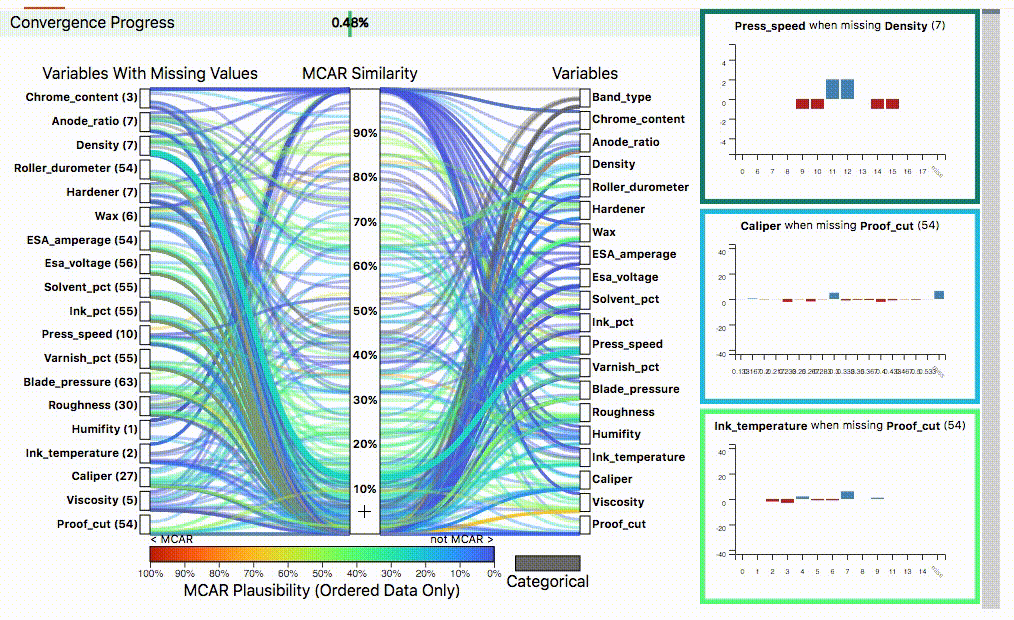 Convergence Progress
0.48%
Variables With Missing Values
MCAR Similarity
Variables
Chrome_content (3)
Anode_ratio (7)
Density (7)
Roller_durometer (54)
Hardener (7)
Wax (6)
ESA_amperage (54)
Esa_voltage (56)
Solvent_pct (55)
Ink_pct (55)
Press_speed (10)
Varnish_pct (55)
Blade_pressure (63)
Roughness (30)
Humifity (1)
Ink_temperature (2)
Caliper (27)
Viscosity (5)
Proof_cut (54)
90%
80%
70%
60%
50%
40%
30%
20%
10%
Band_type
Chrome_content
Anode_ratio
Density
Roller_durometer
Hardener
Wax
ESA_amperage
Esa_voltage
Solvent_pct
Ink_pct
Press_speed
Varnish_pct
Blade_pressure
Roughness
Humifity
Ink_temperature
Caliper
Viscosity
Proof_cut
< MCAR
not MCAR >
100% 90% 80% 70% 60% 50% 40% 30% 20% 10% 0%
MCAR Plausibility (Ordered Data Only)
Categorical
Press_speed when missing Density (7)
4
2
0
-2
-4
0 6 7 8 9 10 11 12 13 14 15 16 17
Caliper when missing Proof_cut (54)
40
20
0
-20
-40
Ink_temperature when missing Proof_cut (54)
40
20
0
-20
-40
0 1 2 3 4 5 6 7 8 9 11 13 14